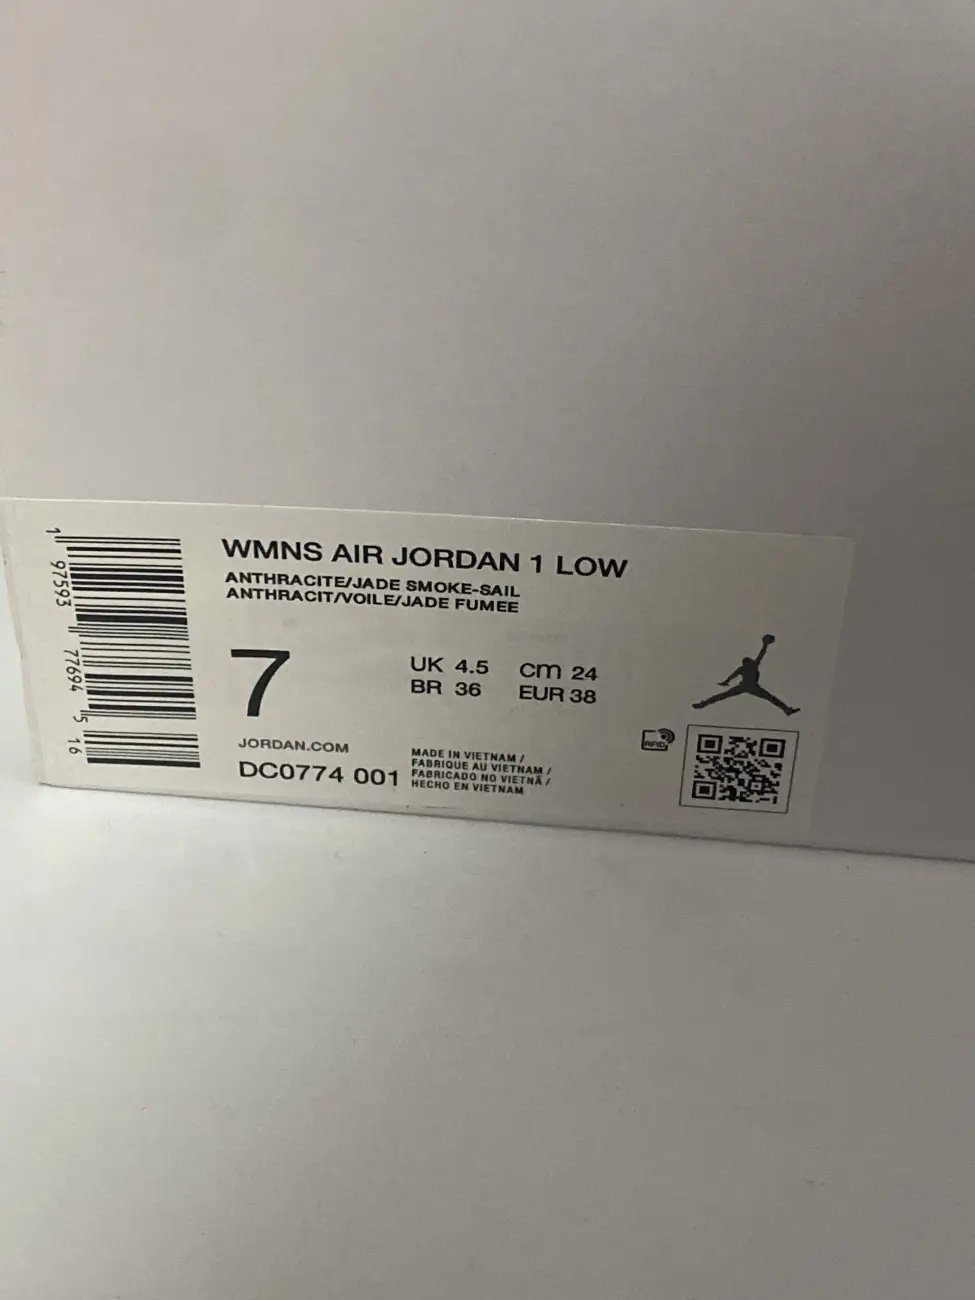 WMNS AIR JORDAN 1 LOW
ANTHRACITE/JADE SMOKE-SAIL
ANTHRACIT/VOILE/JADE FUMEE
7
UK 4.5 cm 24
BR 36 EUR 38
JORDAN.COM
DC0774 001
MADE IN VIETNAM /
FABRIQUE AU VIETNAM /
FABRICADO NO VIETNÃ /
HECHO EN VIETNAM
RFID
1 97593 77694 5 16